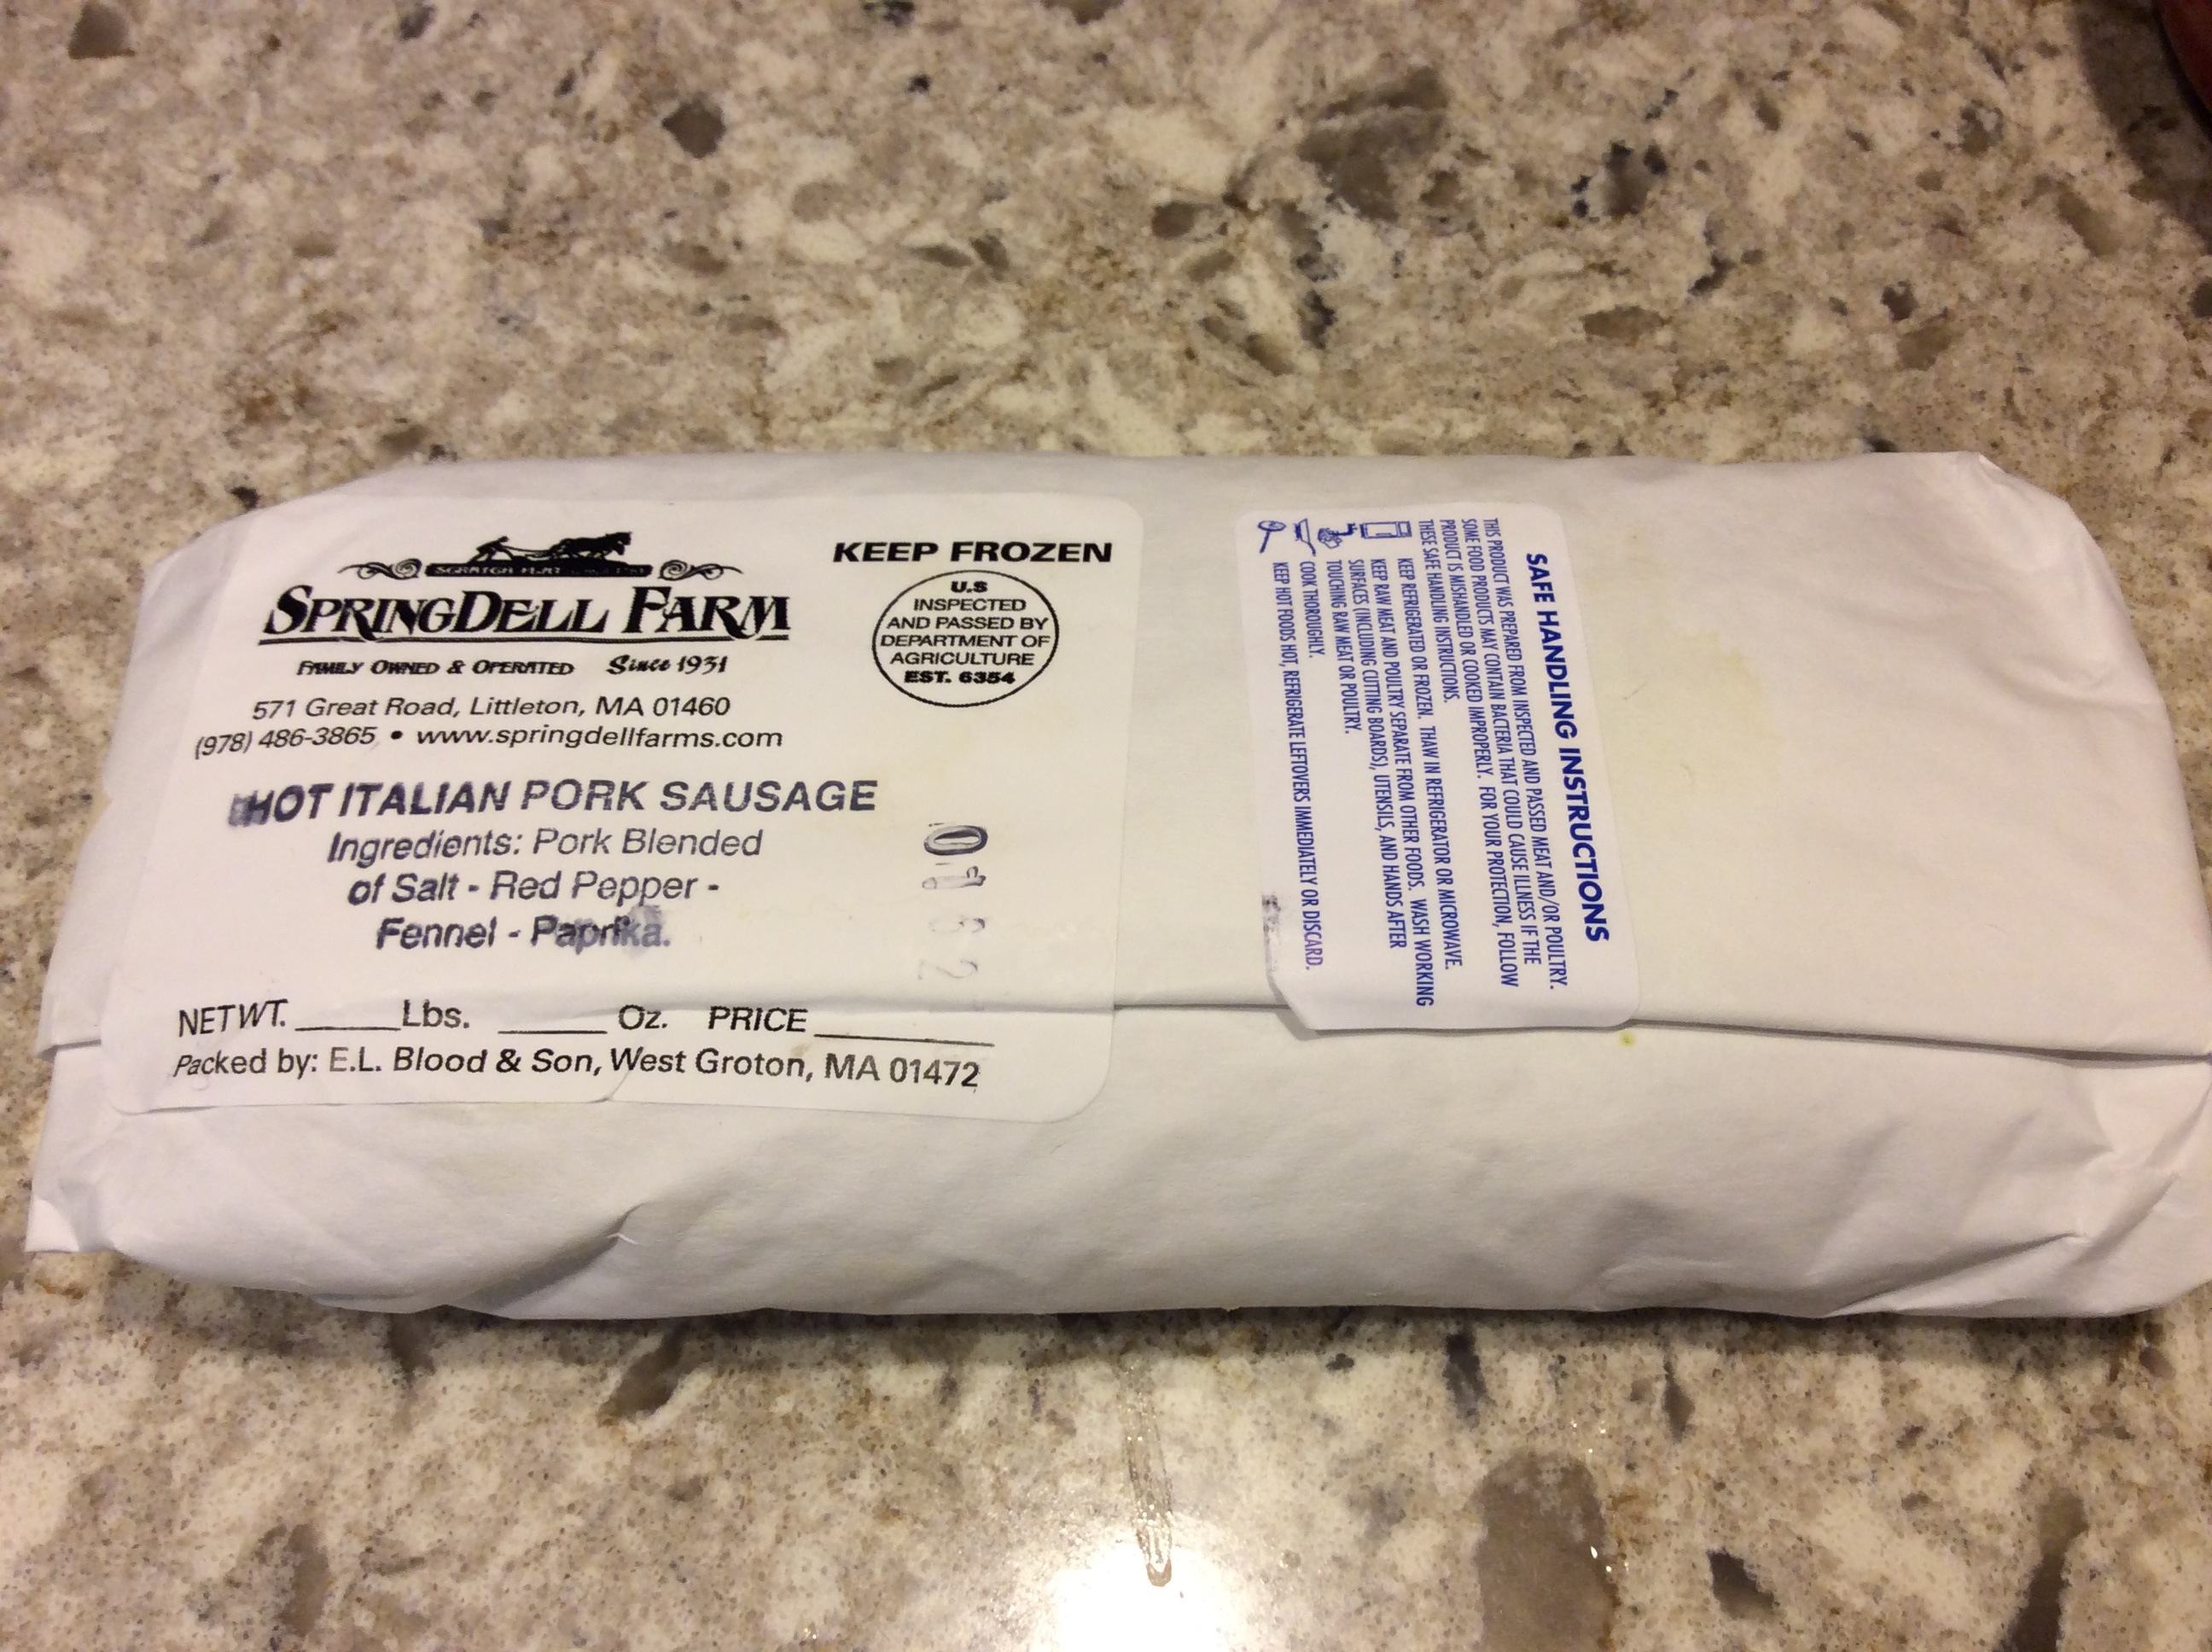 SPRINGDELL FARM
FAMILY OWNED & OPERATED Since 1931
571 Great Road, Littleton, MA 01460
(978) 486-3865 • www.springdellfarms.com
KEEP FROZEN
U.S
INSPECTED
AND PASSED BY
DEPARTMENT OF
AGRICULTURE
EST. 6354
HOT ITALIAN PORK SAUSAGE
Ingredients: Pork Blended
of Salt - Red Pepper -
Fennel - Paprika.
NET WT. _____ Lbs. _____ Oz. PRICE ________
Packed by: E.L. Blood & Son, West Groton, MA 01472
SAFE HANDLING INSTRUCTIONS
THIS PRODUCT WAS PREPARED FROM INSPECTED AND PASSED MEAT AND/OR POULTRY.
SOME FOOD PRODUCTS MAY CONTAIN BACTERIA THAT COULD CAUSE ILLNESS IF THE
PRODUCT IS MISHANDLED OR COOKED IMPROPERLY. FOR YOUR PROTECTION, FOLLOW
THESE SAFE HANDLING INSTRUCTIONS.
KEEP REFRIGERATED OR FROZEN. THAW IN REFRIGERATOR OR MICROWAVE.
KEEP RAW MEAT AND POULTRY SEPARATE FROM OTHER FOODS. WASH WORKING
SURFACES (INCLUDING CUTTING BOARDS), UTENSILS, AND HANDS AFTER
TOUCHING RAW MEAT OR POULTRY.
COOK THOROUGHLY.
KEEP HOT FOODS HOT, REFRIGERATE LEFTOVERS IMMEDIATELY OR DISCARD.